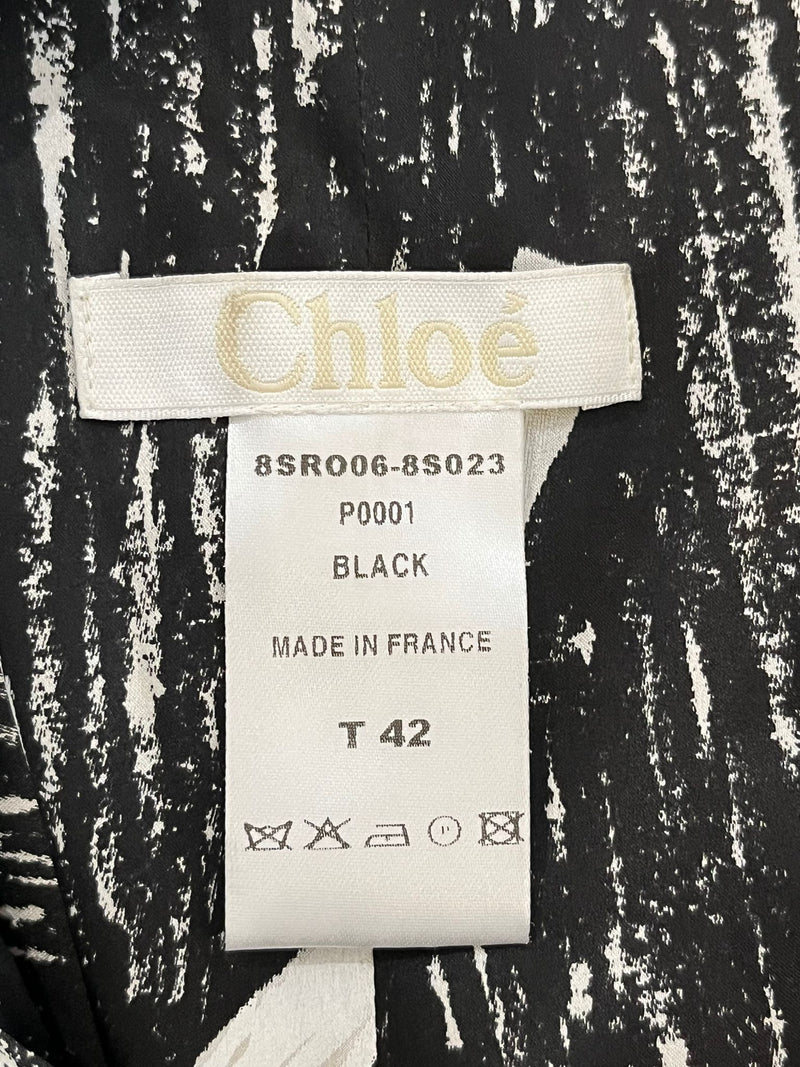 Chloé
8SRO06-8S023
P0001
BLACK
MADE IN FRANCE
T 42